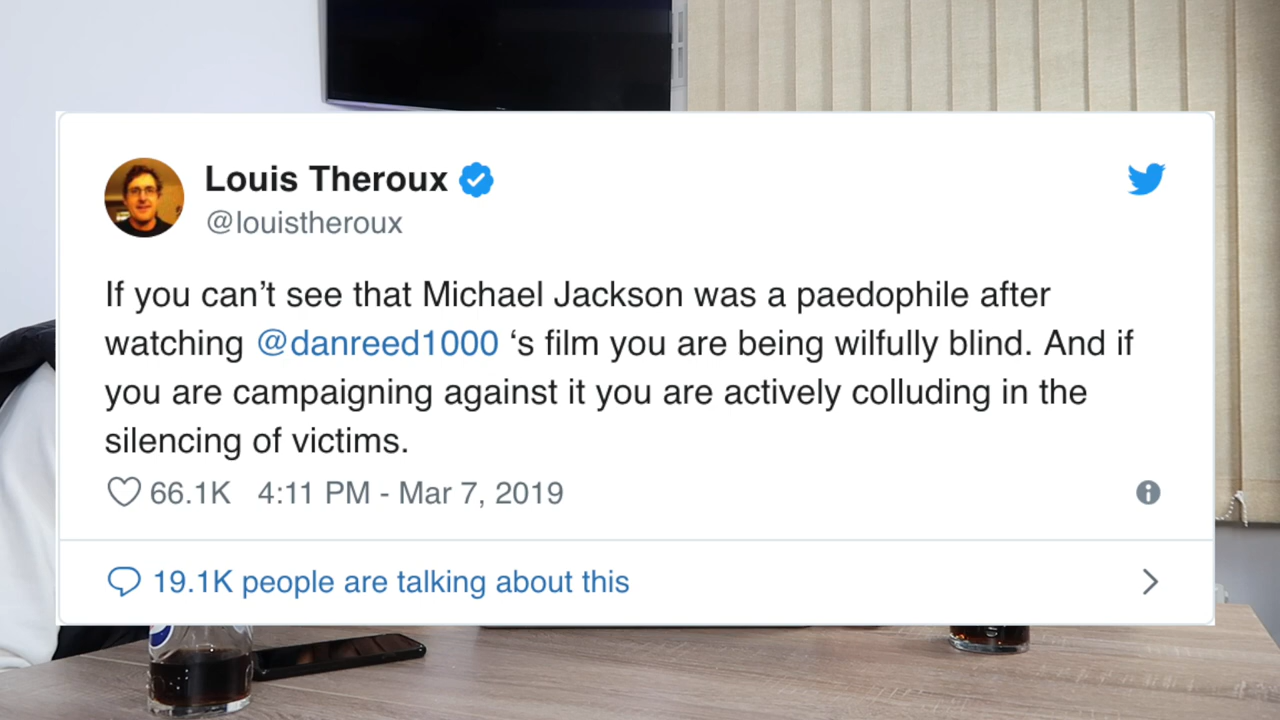 Louis Theroux
@louistheroux
If you can’t see that Michael Jackson was a paedophile after
watching @danreed1000 ‘s film you are being wilfully blind. And if
you are campaigning against it you are actively colluding in the
silencing of victims.
66.1K 4:11 PM - Mar 7, 2019
19.1K people are talking about this